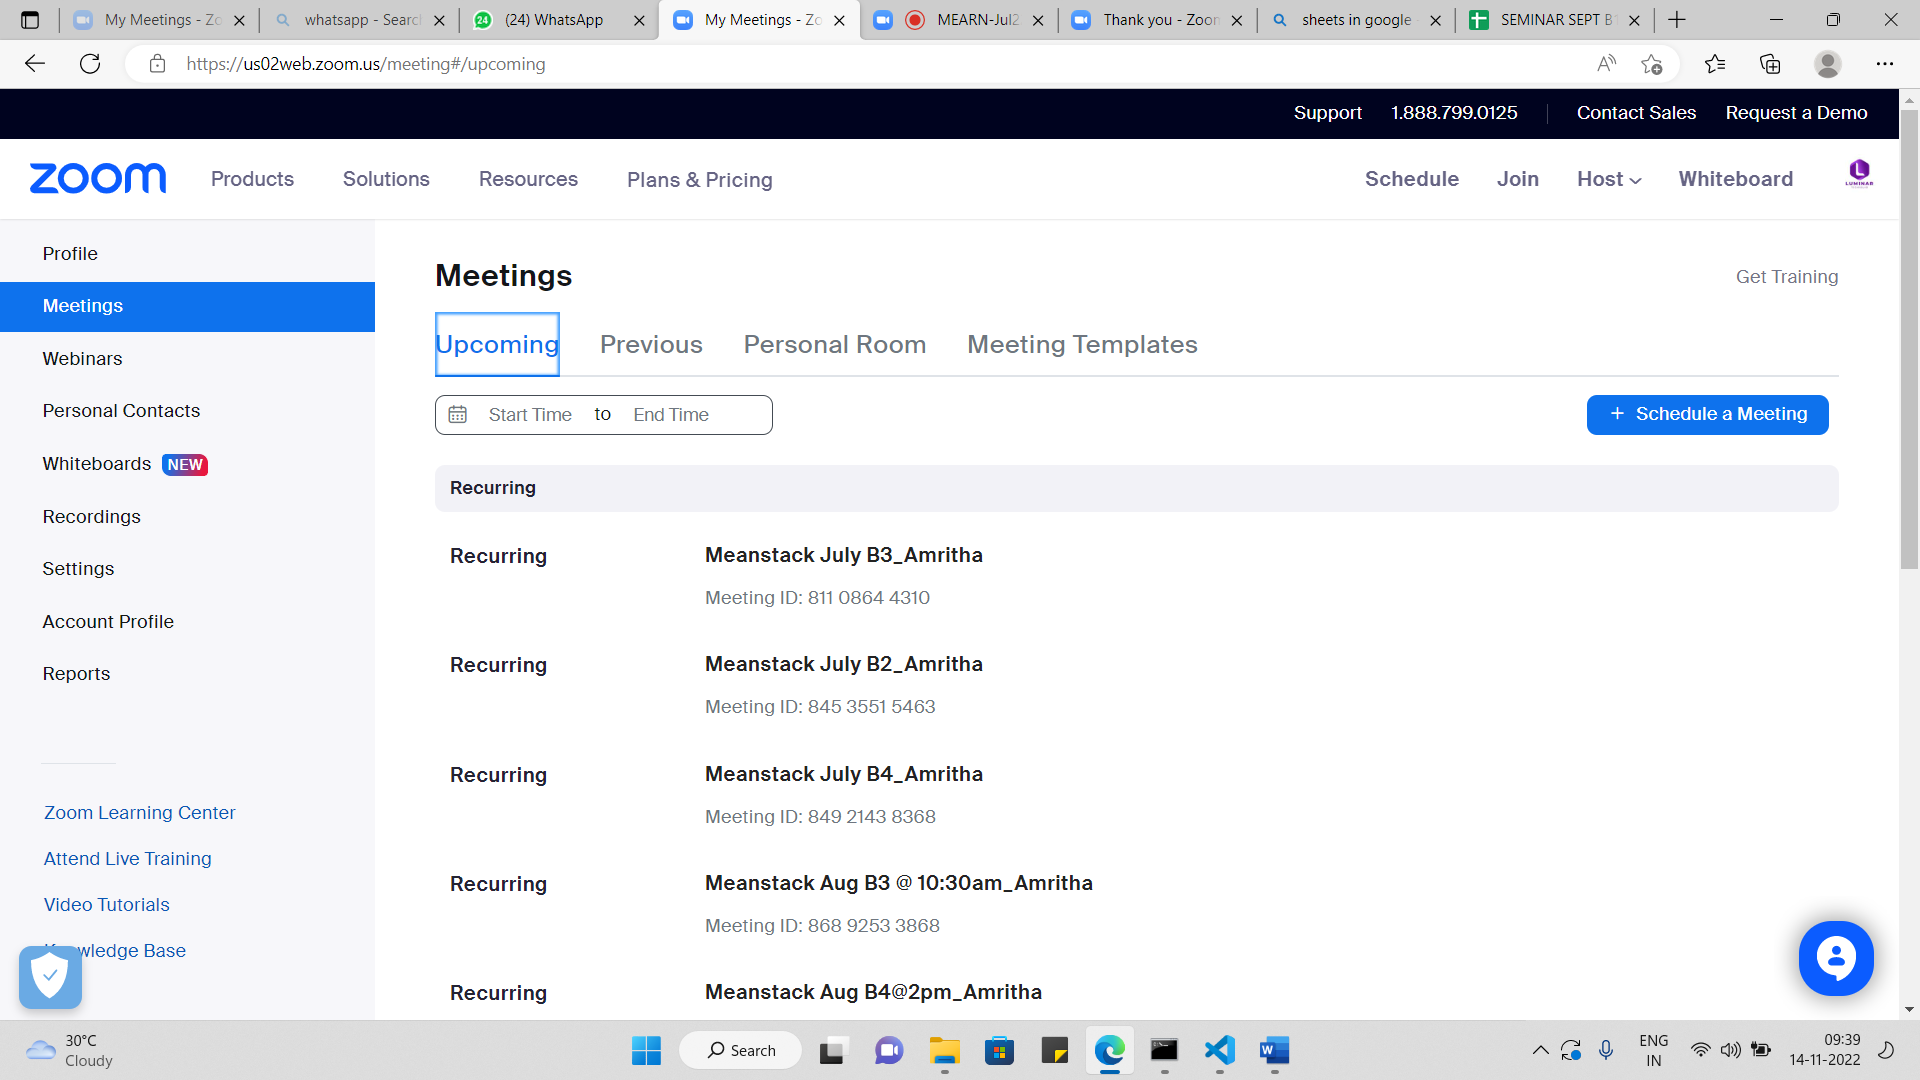 My Meetings - Zo
whatsapp - Search
(24) WhatsApp
My Meetings - Zo
MEARN-Jul2
Thank you - Zoom
sheets in google -
SEMINAR SEPT B1
https://us02web.zoom.us/meeting#/upcoming
Support 1.888.799.0125 Contact Sales Request a Demo
zoom Products Solutions Resources Plans & Pricing Schedule Join Host Whiteboard
LUMINAR
Profile
Meetings
Webinars
Personal Contacts
Whiteboards NEW
Recordings
Settings
Account Profile
Reports
Zoom Learning Center
Attend Live Training
Video Tutorials
Knowledge Base
Meetings
Get Training
Upcoming Previous Personal Room Meeting Templates
Start Time to End Time
+ Schedule a Meeting
Recurring
Recurring Meanstack July B3_Amritha
Meeting ID: 811 0864 4310
Recurring Meanstack July B2_Amritha
Meeting ID: 845 3551 5463
Recurring Meanstack July B4_Amritha
Meeting ID: 849 2143 8368
Recurring Meanstack Aug B3 @ 10:30am_Amritha
Meeting ID: 868 9253 3868
Recurring Meanstack Aug B4@2pm_Amritha
30°C
Cloudy
Search
ENG
IN
09:39
14-11-2022